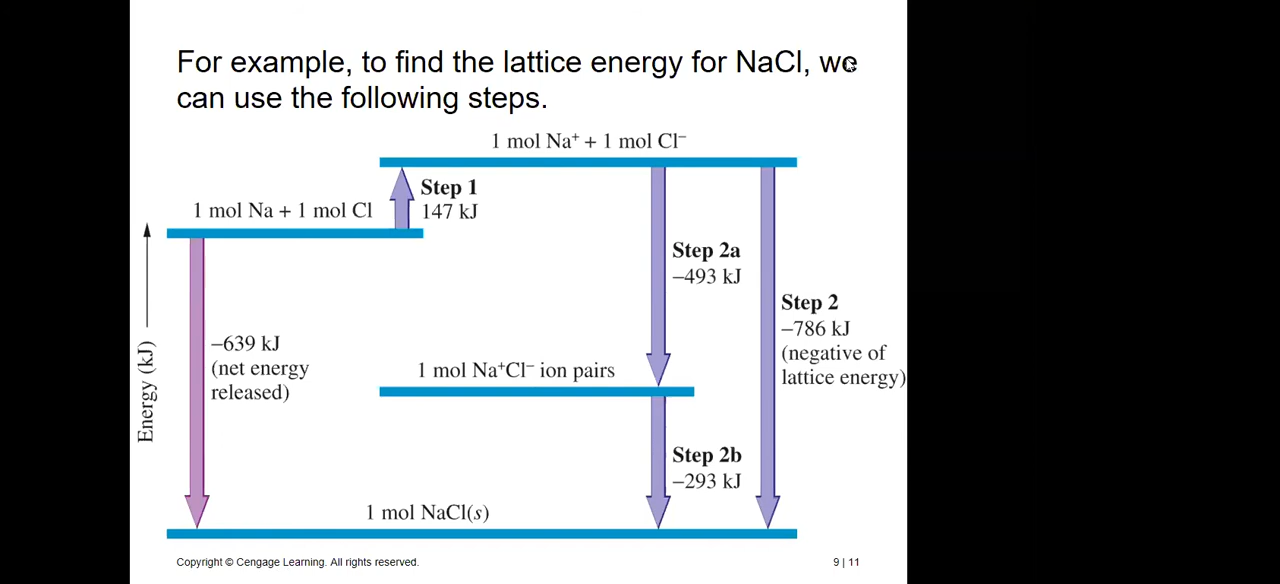 For example, to find the lattice energy for NaCl, we
can use the following steps.
1 mol Na⁺ + 1 mol Cl⁻
Step 1
147 kJ
1 mol Na + 1 mol Cl
Step 2a
−493 kJ
Step 2
−786 kJ
(negative of
lattice energy)
−639 kJ
(net energy
released)
Energy (kJ)
1 mol Na⁺Cl⁻ ion pairs
Step 2b
−293 kJ
1 mol NaCl(s)
Copyright © Cengage Learning. All rights reserved.
9 | 11